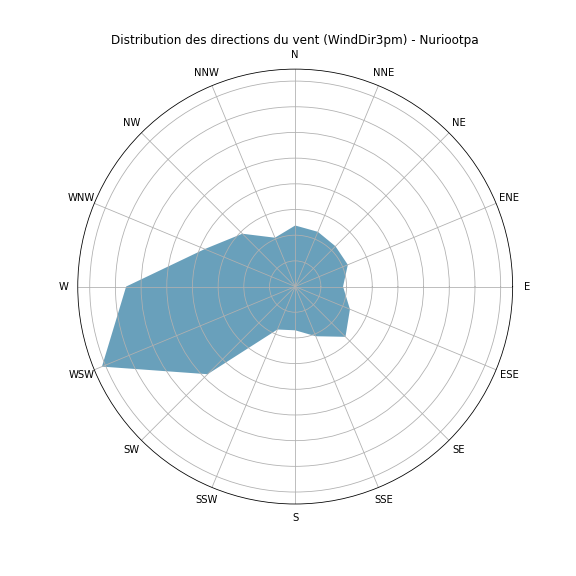 Distribution des directions du vent (WindDir3pm) - Nuriootpa
N
NNW
NNE
NW
NE
WNW
ENE
W
E
WSW
ESE
SW
SE
SSW
SSE
S